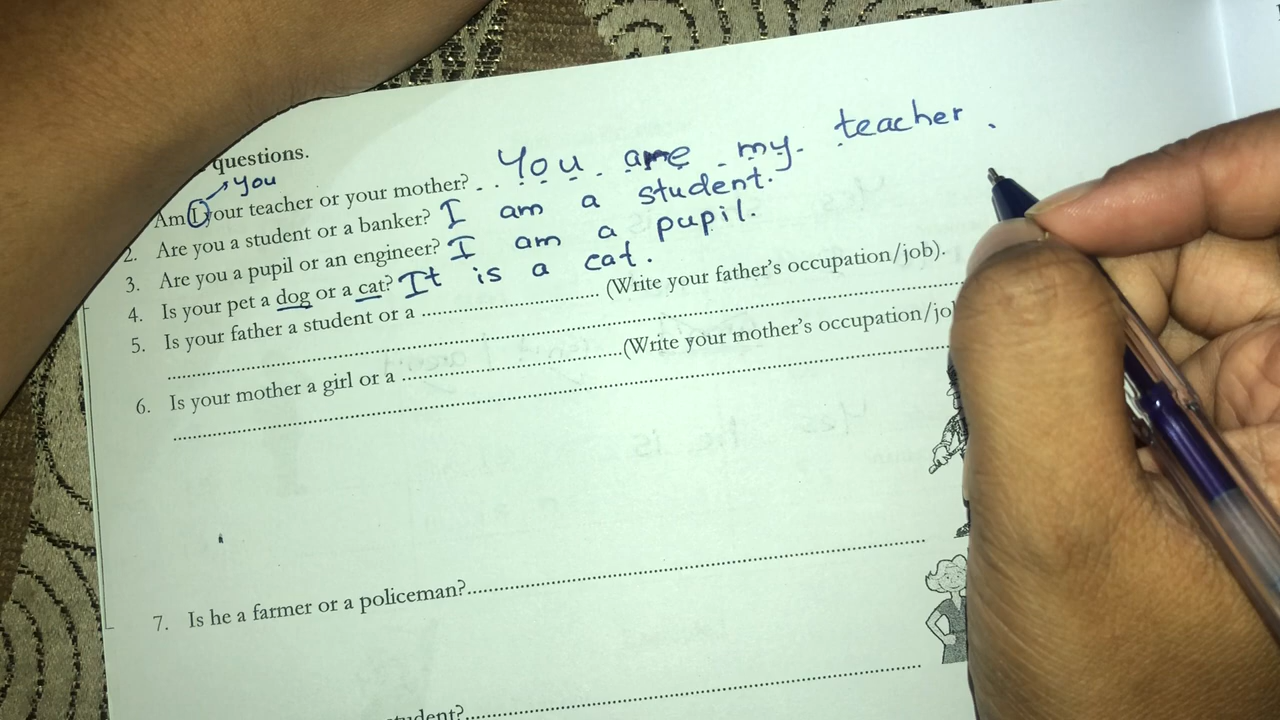 questions.
You
Am I your teacher or your mother? .. You are my teacher.
2. Are you a student or a banker? I am a student.
3. Are you a pupil or an engineer? I am a pupil.
4. Is your pet a dog or a cat? It is a cat.
5. Is your father a student or a ........................ (Write your father's occupation/job).
6. Is your mother a girl or a ........................ (Write your mother's occupation/jo
7. Is he a farmer or a policeman?........................
student?........................